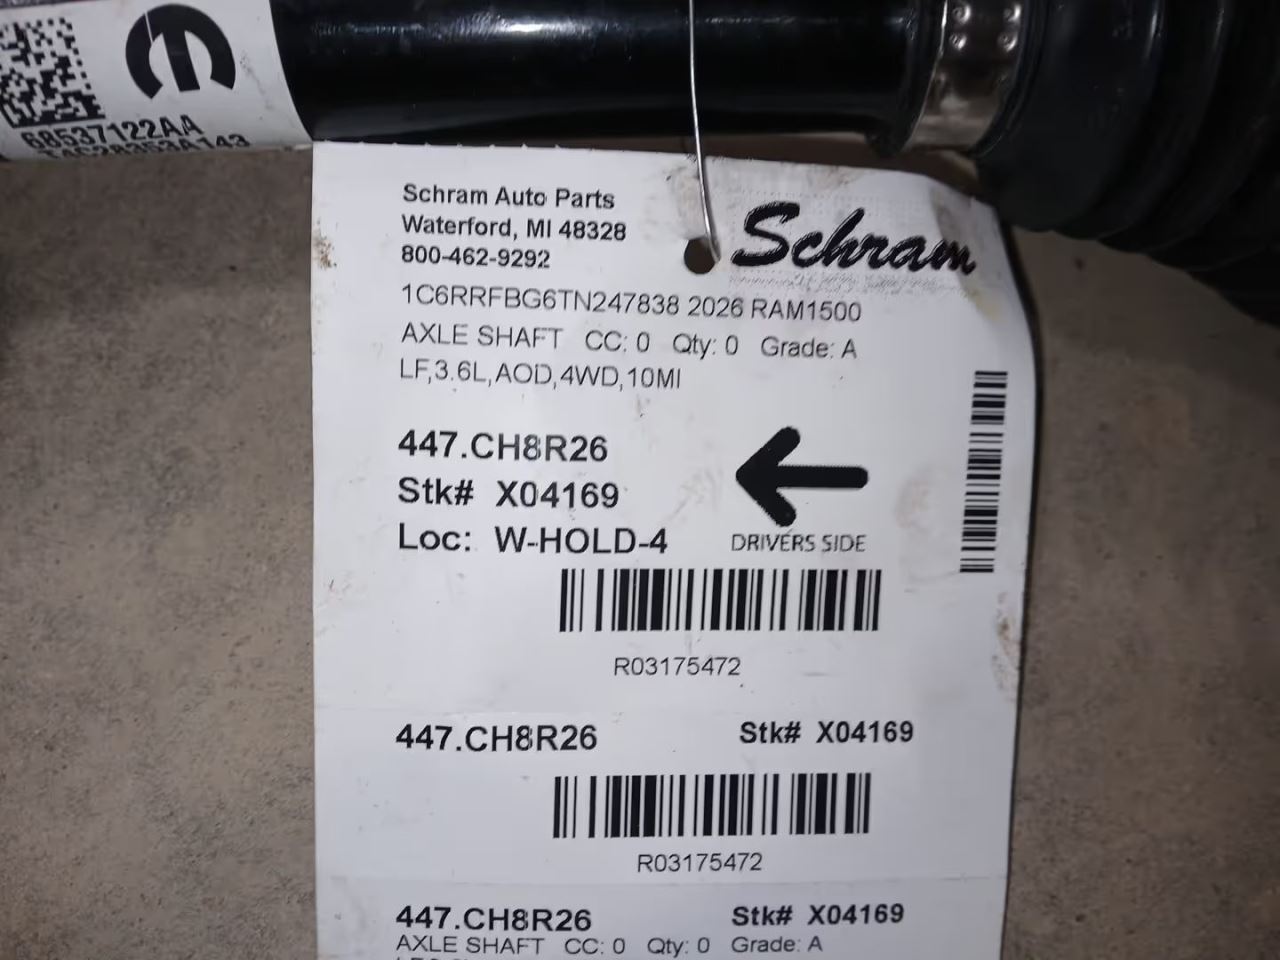 68537122AA
Schram Auto Parts
Waterford, MI 48328
800-462-9292
Schram
1C6RRFBG6TN247838 2026 RAM1500
AXLE SHAFT CC: 0 Qty: 0 Grade: A
LF,3.6L,AOD,4WD,10MI
447.CH8R26
Stk# X04169
Loc: W-HOLD-4
DRIVERS SIDE
R03175472
447.CH8R26 Stk# X04169
R03175472
447.CH8R26 Stk# X04169
AXLE SHAFT CC: 0 Qty: 0 Grade: A